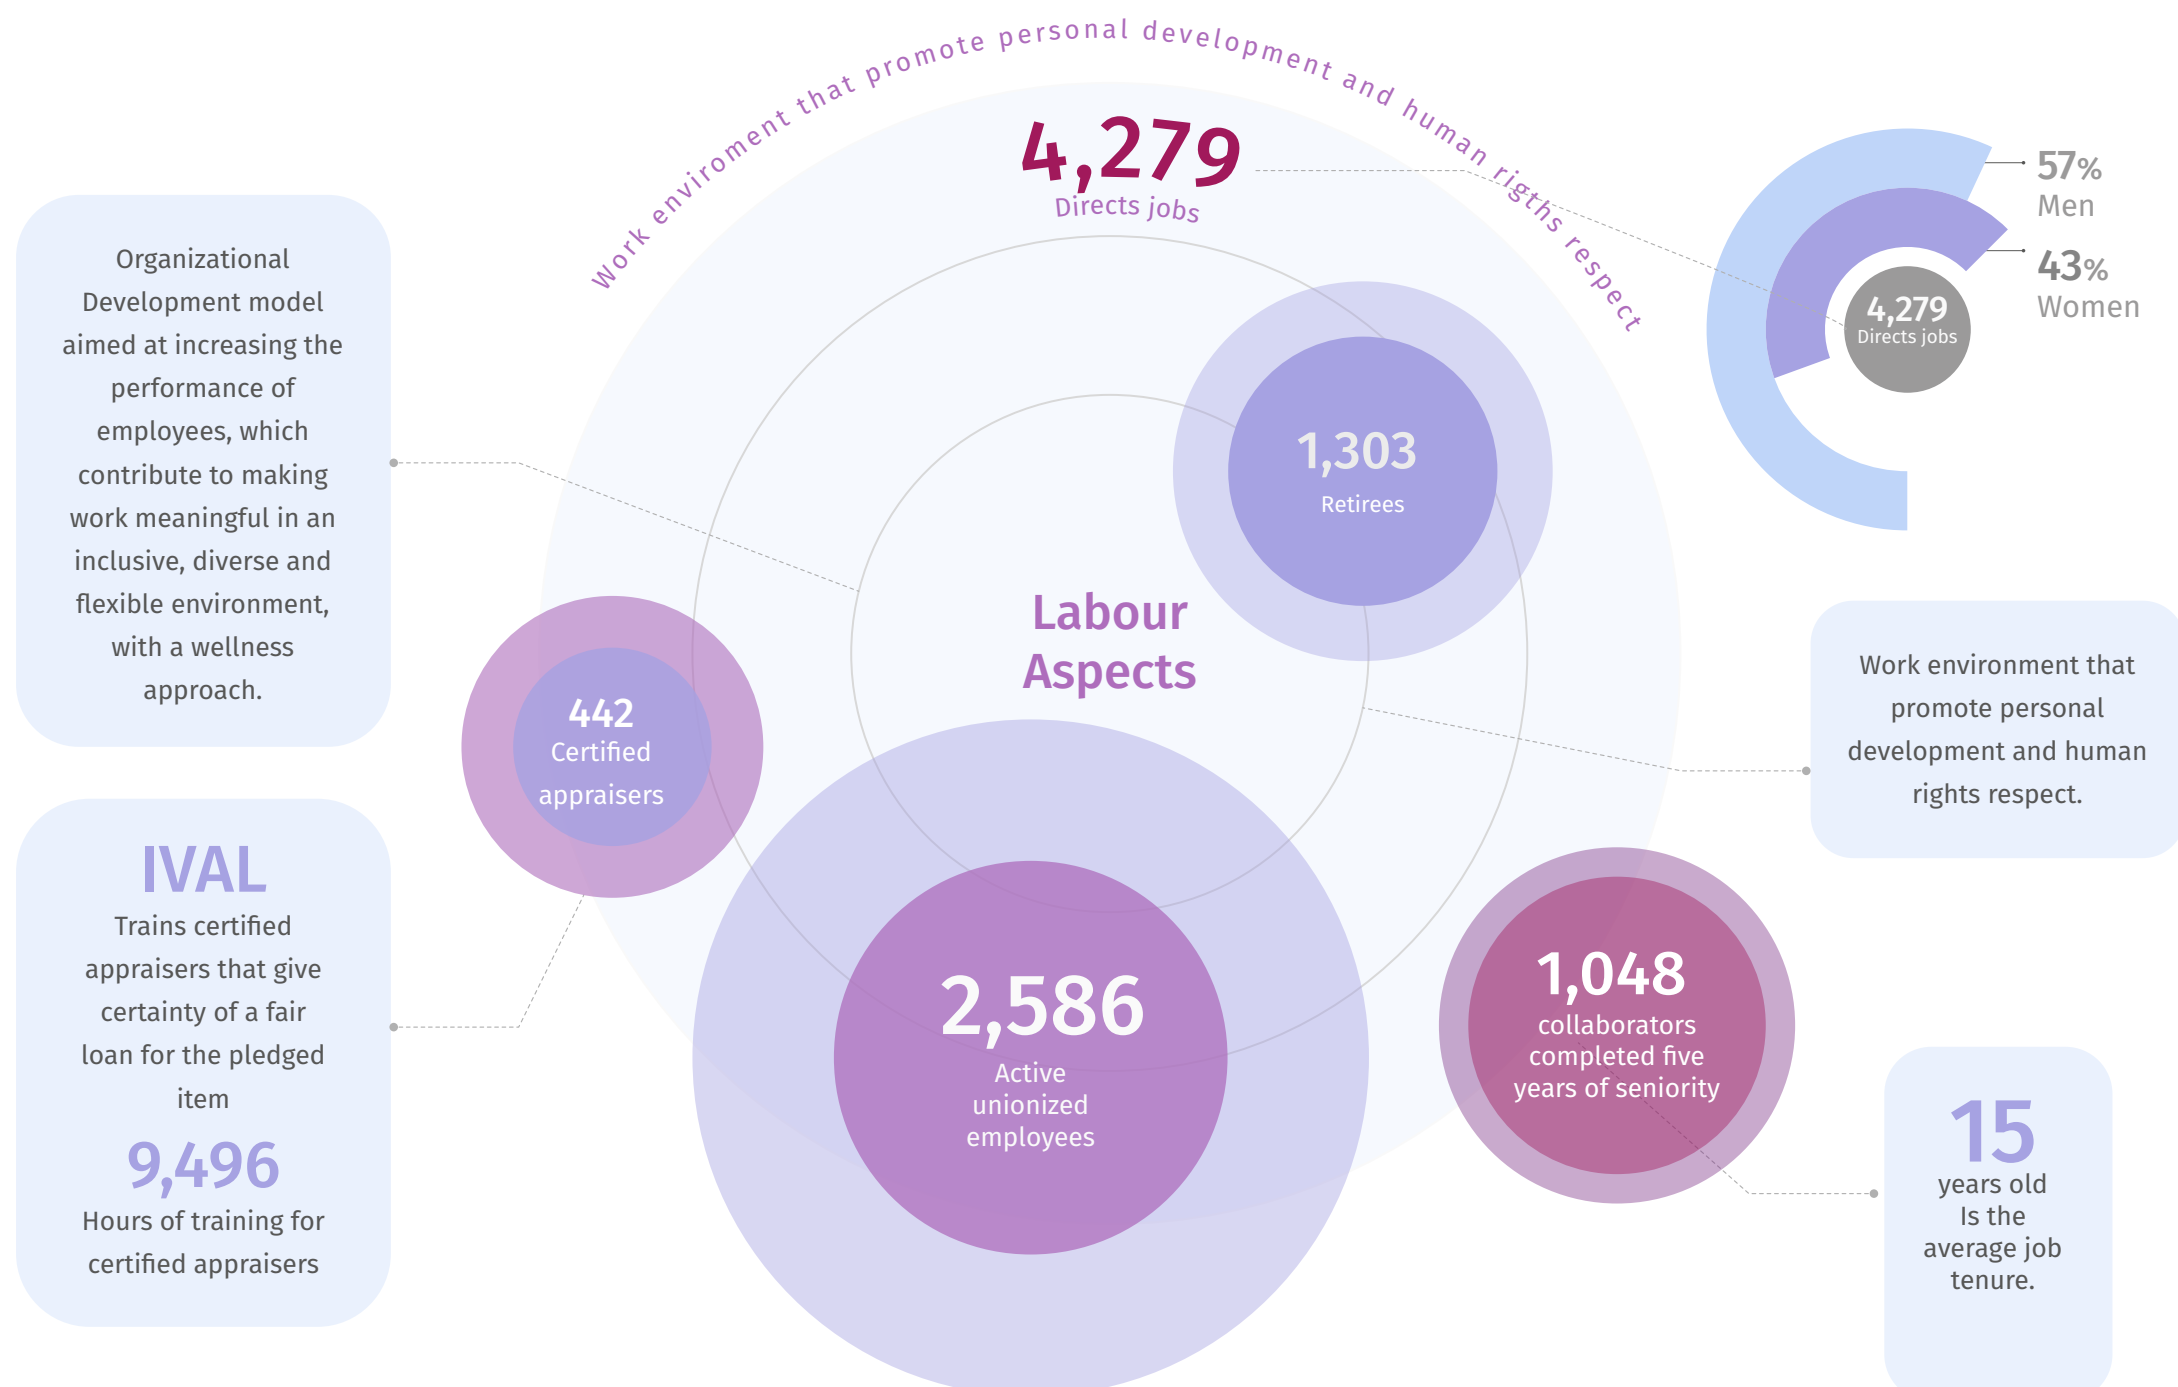 Work enviroment that promote personal development and human rigths respect
4,279
Directs jobs
57%
Men
43%
Women
4,279
Directs jobs
Organizational
Development model
aimed at increasing the
performance of
employees, which
contribute to making
work meaningful in an
inclusive, diverse and
flexible environment,
with a wellness
approach.
1,303
Retirees
Labour
Aspects
442
Certified
appraisers
Work environment that
promote personal
development and human
rights respect.
IVAL
Trains certified
appraisers that give
certainty of a fair
loan for the pledged
item
9,496
Hours of training for
certified appraisers
2,586
Active
unionized
employees
1,048
collaborators
completed five
years of seniority
15
years old
Is the
average job
tenure.